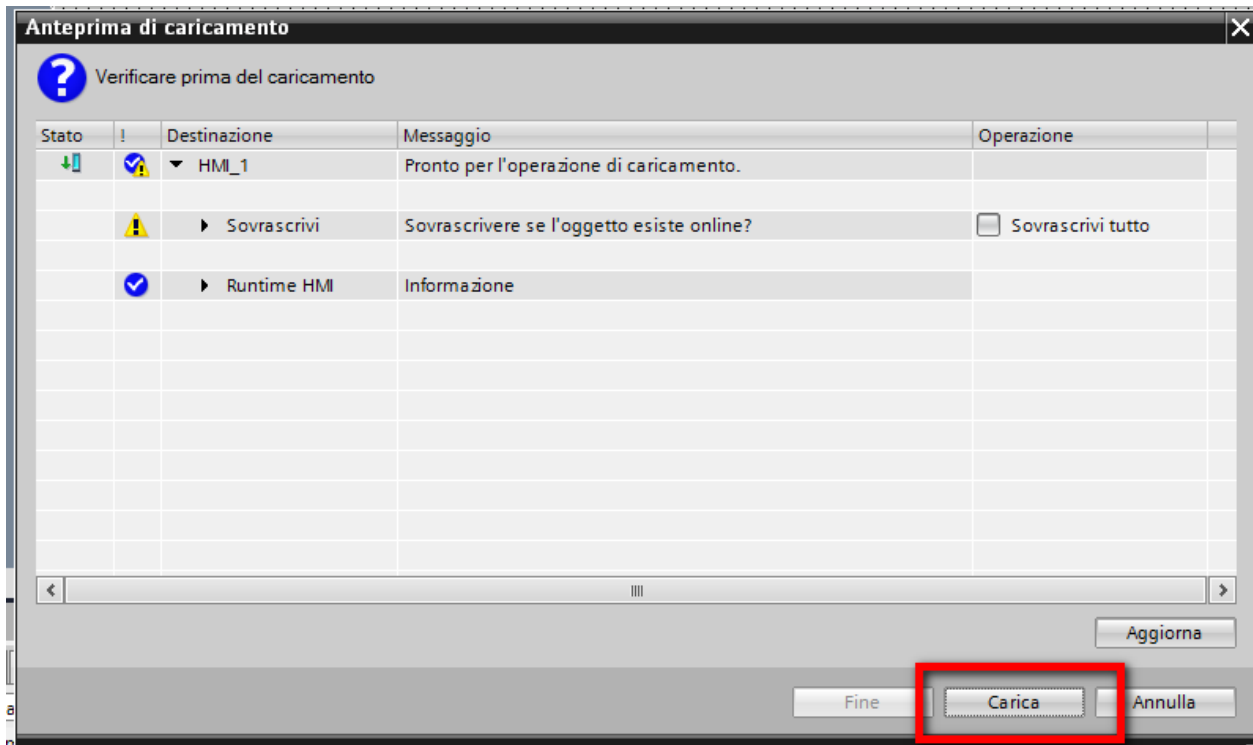 Anteprima di caricamento
Verificare prima del caricamento
Stato ! Destinazione Messaggio Operazione
HMI_1 Pronto per l'operazione di caricamento.
Sovrascrivi Sovrascrivere se l'oggetto esiste online? Sovrascrivi tutto
Runtime HMI Informazione
Aggiorna
Fine Carica Annulla